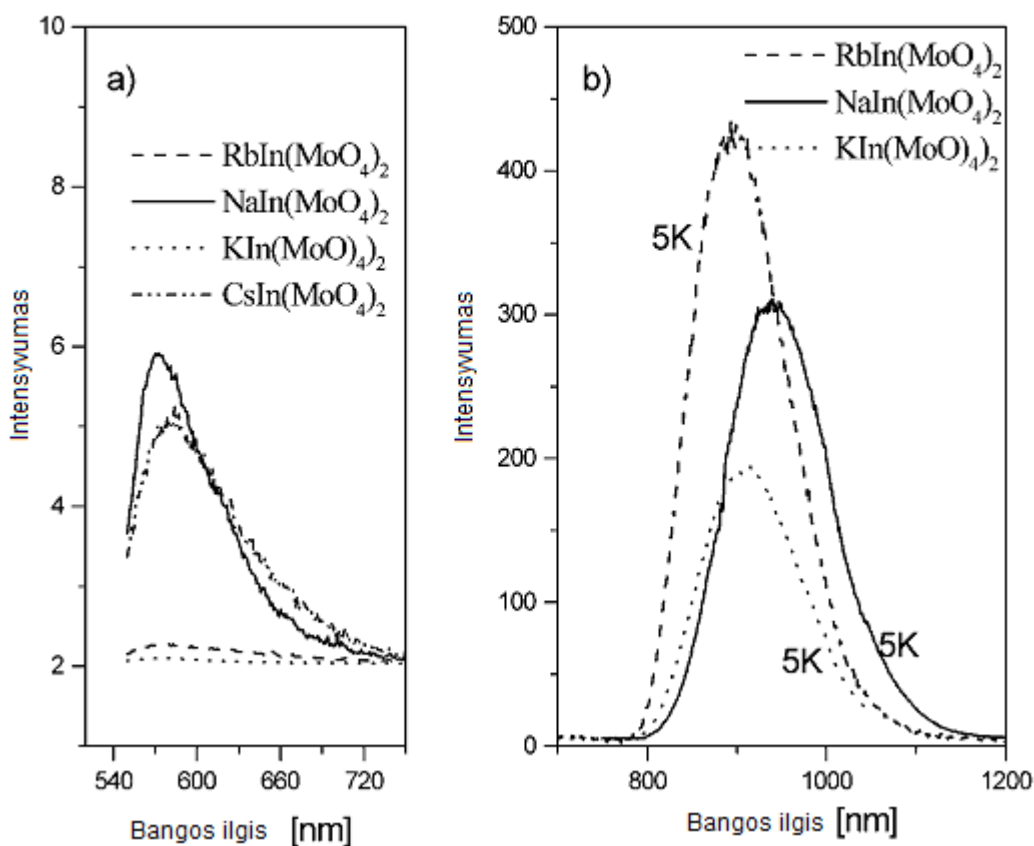 10
a)
RbIn(MoO₄)₂
NaIn(MoO₄)₂
KIn(MoO)₄)₂
CsIn(MoO₄)₂
8
6
4
2
Intensyvumas
540 600 660 720
Bangos ilgis [nm]
500
b)
RbIn(MoO₄)₂
NaIn(MoO₄)₂
KIn(MoO)₄)₂
400
5K
300
200
100
5K
5K
0
Intensyvumas
800 1000 1200
Bangos ilgis [nm]